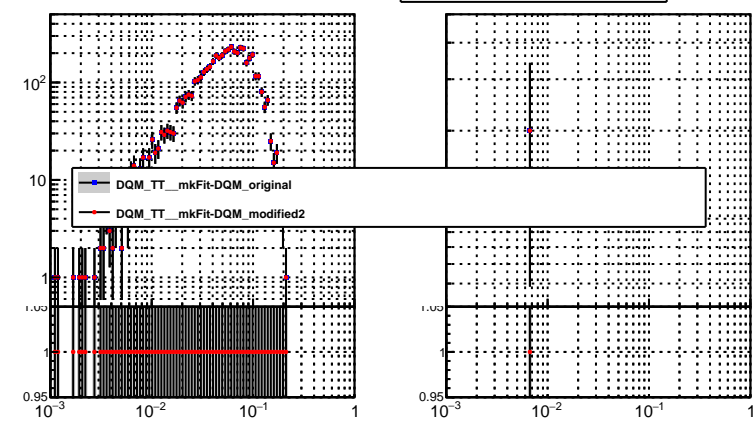 10²
10
1
DQM_TT__mkFit-DQM_original
DQM_TT__mkFit-DQM_modified2
1.05 1.05
1 1
0.95 0.95
10⁻³ 10⁻² 10⁻¹ 1 10⁻³ 10⁻² 10⁻¹ 1